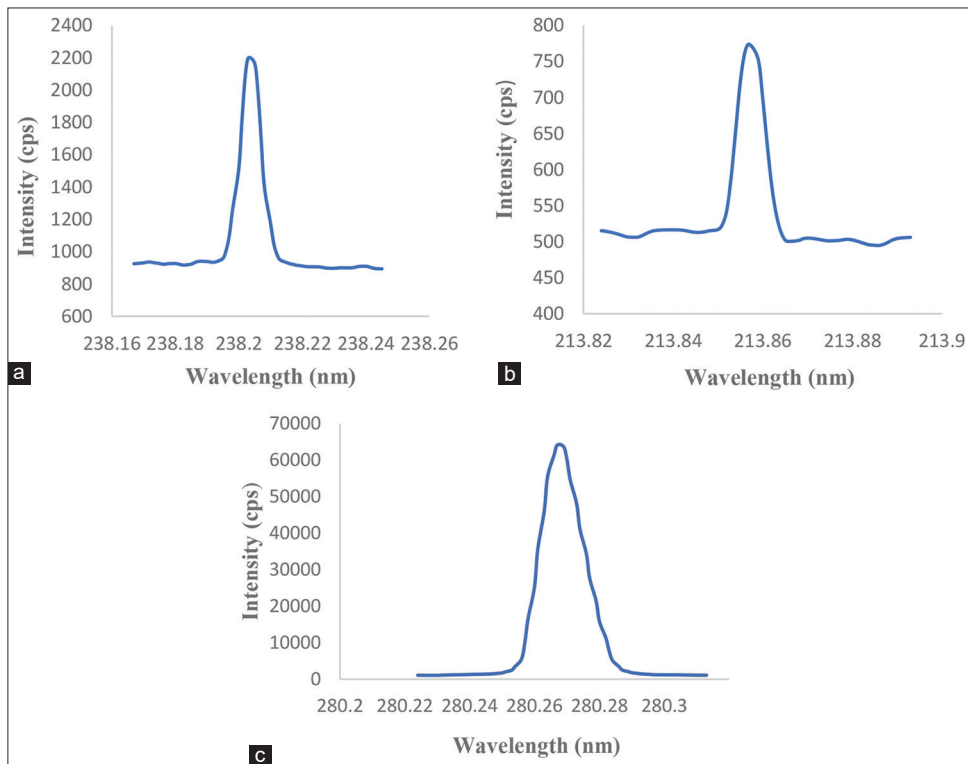 2400
2200
2000
1800
1600
1400
1200
1000
800
600
Intensity (cps)
238.16 238.18 238.2 238.22 238.24 238.26
Wavelength (nm)
a
800
750
700
650
600
550
500
450
400
Intensity (cps)
213.82 213.84 213.86 213.88 213.9
Wavelength (nm)
b
70000
60000
50000
40000
30000
20000
10000
0
Intensity (cps)
280.2 280.22 280.24 280.26 280.28 280.3
Wavelength (nm)
c